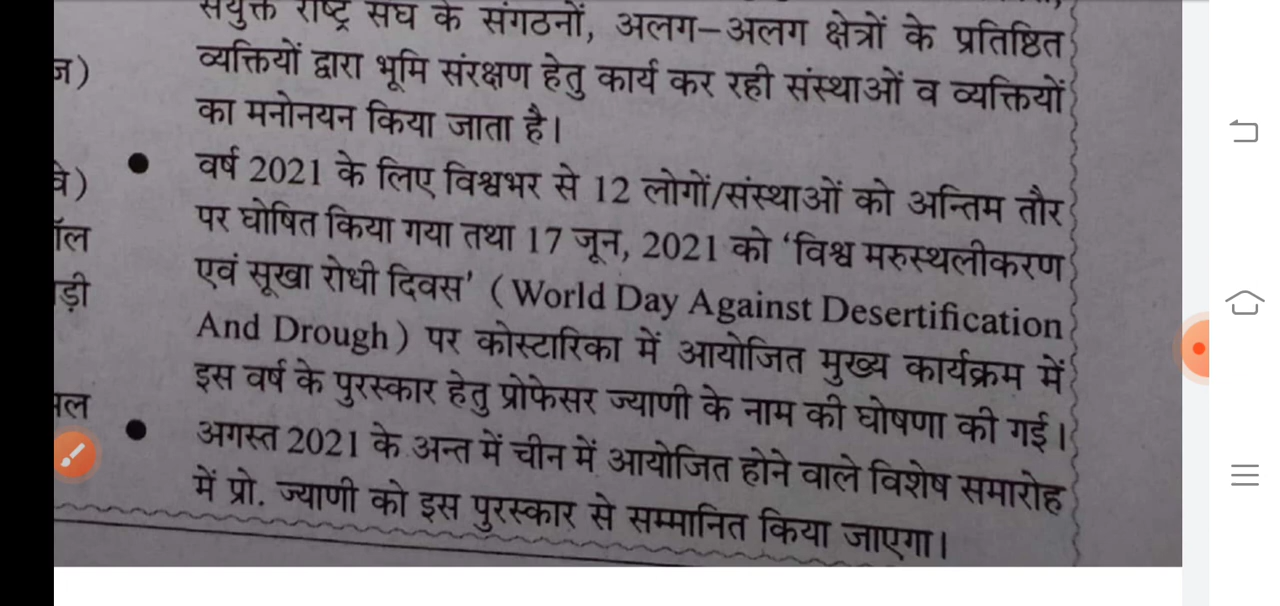 संयुक्त राष्ट्र संघ के संगठनों, अलग-अलग क्षेत्रों के प्रतिष्ठित
व्यक्तियों द्वारा भूमि संरक्षण हेतु कार्य कर रही संस्थाओं व व्यक्तियों
का मनोनयन किया जाता है।
● वर्ष 2021 के लिए विश्वभर से 12 लोगों/संस्थाओं को अन्तिम तौर
पर घोषित किया गया तथा 17 जून, 2021 को ‘विश्व मरुस्थलीकरण
एवं सूखा रोधी दिवस’ (World Day Against Desertification
And Drough) पर कोस्टारिका में आयोजित मुख्य कार्यक्रम में
इस वर्ष के पुरस्कार हेतु प्रोफेसर ज्याणी के नाम की घोषणा की गई।
● अगस्त 2021 के अन्त में चीन में आयोजित होने वाले विशेष समारोह
में प्रो. ज्याणी को इस पुरस्कार से सम्मानित किया जाएगा।